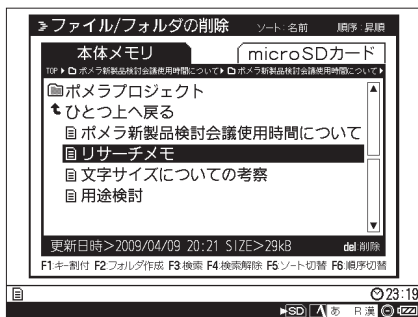 ファイル/フォルダの削除 ソート:名前 順序:昇順
本体メモリ microSDカード
TOP ポメラ新製品検討会議使用時間について ポメラ新製品検討会議使用時間について
ポメラプロジェクト
ひとつ上へ戻る
ポメラ新製品検討会議使用時間について
リサーチメモ
文字サイズについての考察
用途検討
更新日時>2009/04/09 20:21 SIZE>29kB del:削除
F1:キー割付 F2:フォルダ作成 F3:検索 F4:検索解除 F5:ソート切替 F6:順序切替
23:19
SD A あ R漢